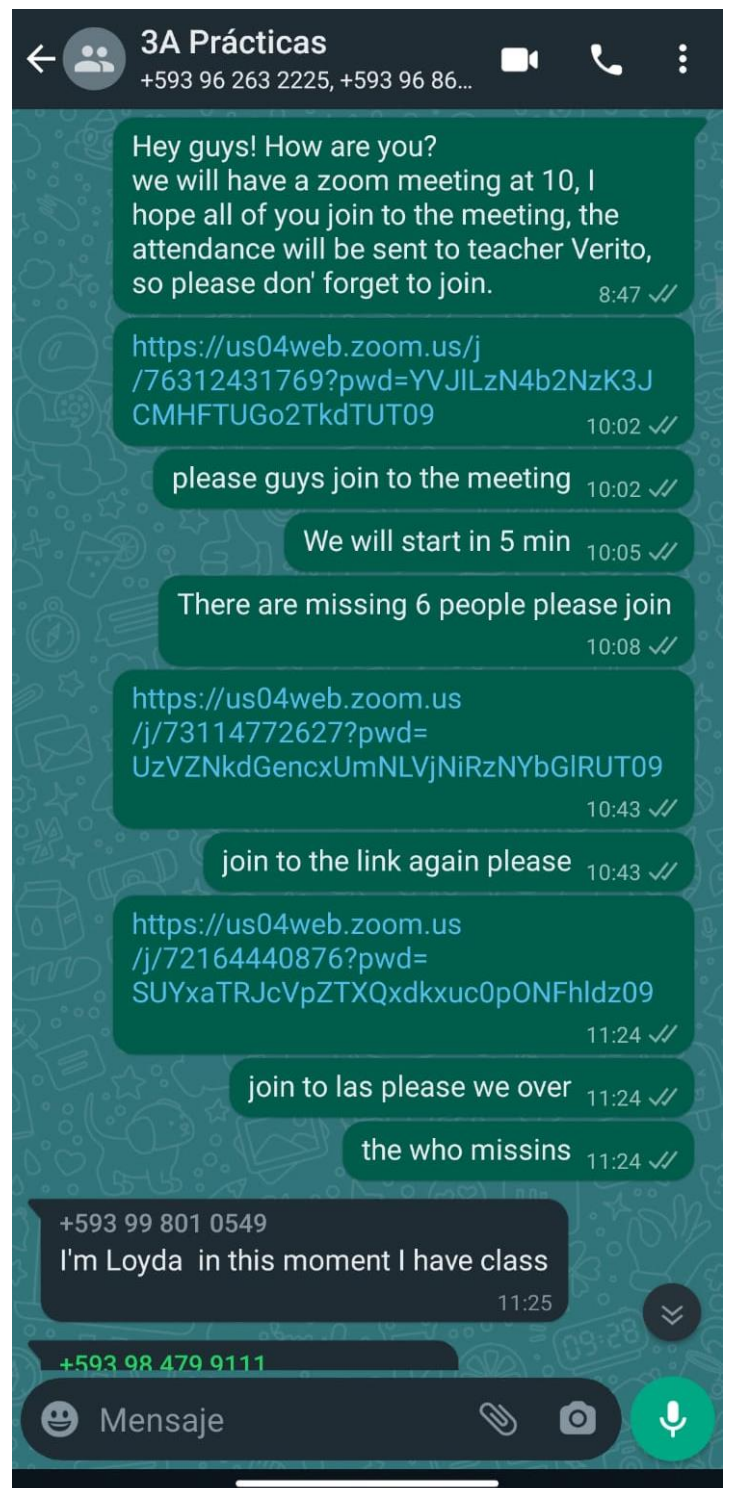 3A Prácticas
+593 96 263 2225, +593 96 86...
Hey guys! How are you?
we will have a zoom meeting at 10, I
hope all of you join to the meeting, the
attendance will be sent to teacher Verito,
so please don' forget to join.
8:47
https://us04web.zoom.us/j
/76312431769?pwd=YVJlLzN4b2NzK3J
CMHFTUGo2TkdTUT09
10:02
please guys join to the meeting 10:02
We will start in 5 min 10:05
There are missing 6 people please join
10:08
https://us04web.zoom.us
/j/73114772627?pwd=
UzVZNkdGencxUmNLVjNiRzNYbGlRUT09
10:43
join to the link again please 10:43
https://us04web.zoom.us
/j/72164440876?pwd=
SUYxaTRJcVpZTXQxdkxuc0pONFhldz09
11:24
join to las please we over 11:24
the who missins 11:24
+593 99 801 0549
I'm Loyda in this moment I have class
11:25
+593 98 479 9111
Mensaje